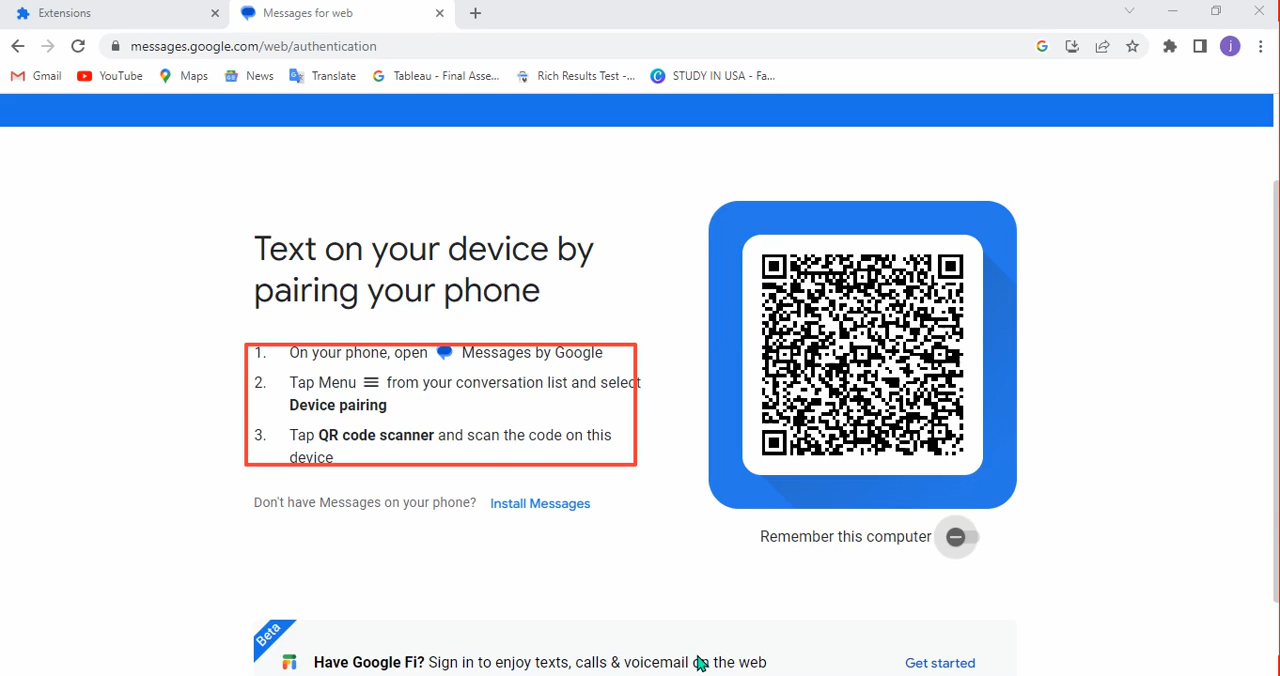 Extensions
Messages for web
messages.google.com/web/authentication
j
Gmail
YouTube
Maps
News
Translate
Tableau - Final Asse...
Rich Results Test -...
STUDY IN USA - Fa...
Text on your device by
pairing your phone
1. On your phone, open Messages by Google
2. Tap Menu from your conversation list and select
Device pairing
3. Tap QR code scanner and scan the code on this
device
Don't have Messages on your phone? Install Messages
Remember this computer
Beta
Have Google Fi? Sign in to enjoy texts, calls & voicemail on the web
Get started